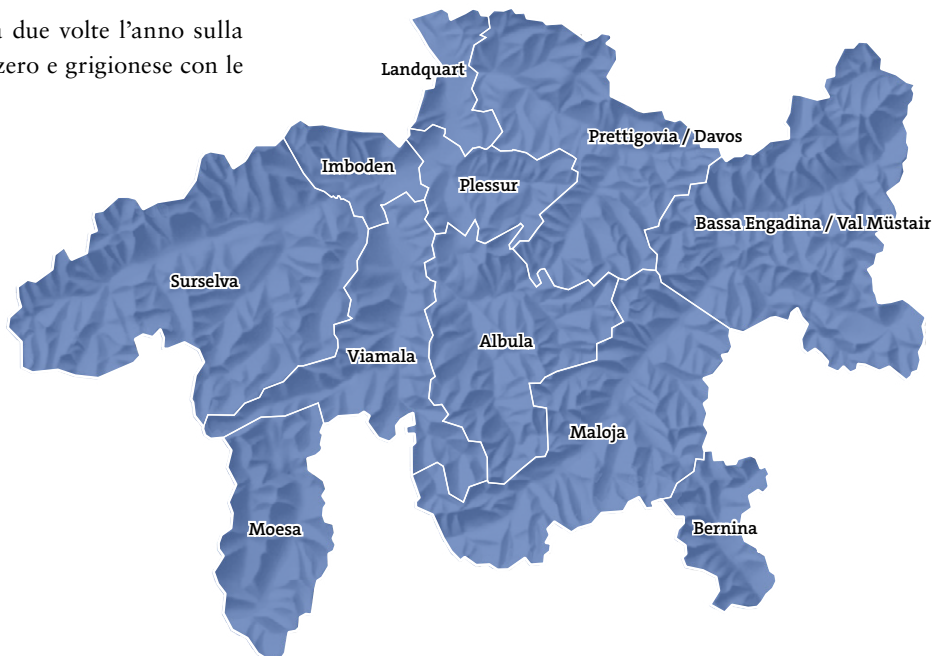 due volte l'anno sulla
zero e grigionese con le
Landquart
Prettigovia / Davos
Imboden
Plessur
Bassa Engadina / Val Müstair
Surselva
Albula
Viamala
Maloja
Moesa
Bernina